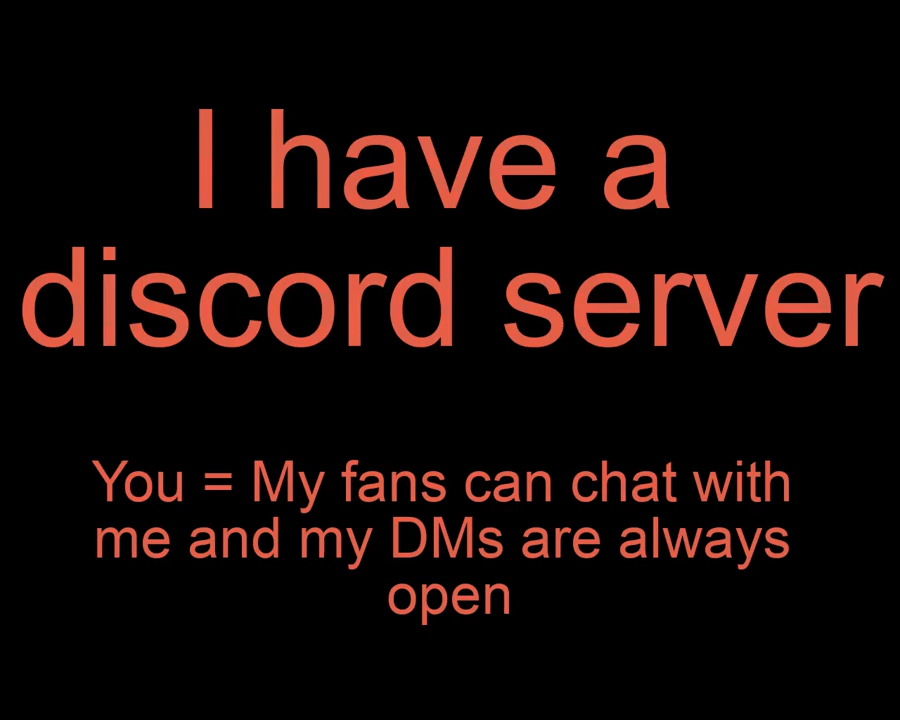 I have a
discord server
You = My fans can chat with
me and my DMs are always
open